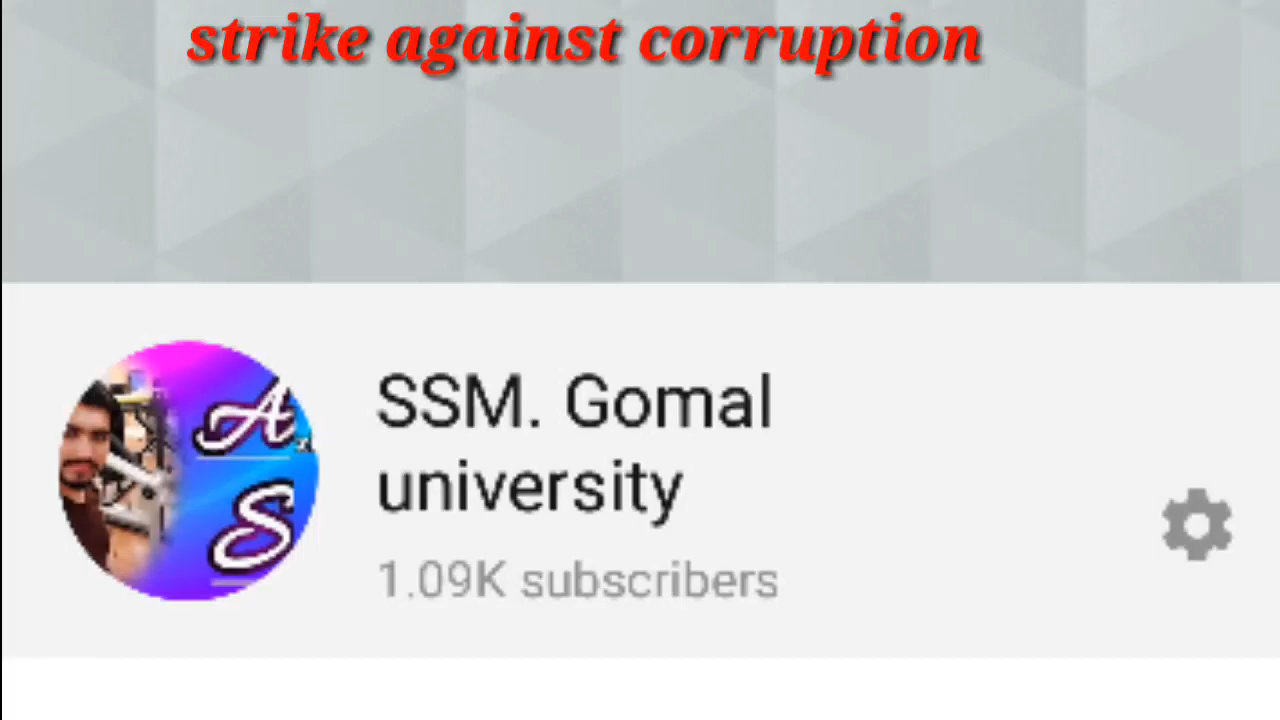 strike against corruption
A.
S
SSM. Gomal
university
1.09K subscribers